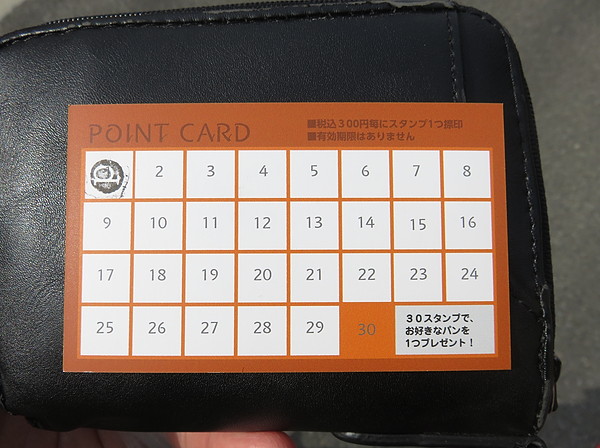 POINT CARD
■税込300円毎にスタンプ1つ捺印
■有効期限はありません
2 3 4 5 6 7 8
9 10 11 12 13 14 15 16
17 18 19 20 21 22 23 24
25 26 27 28 29 30
30スタンプで、
お好きなパンを
1つプレゼント！